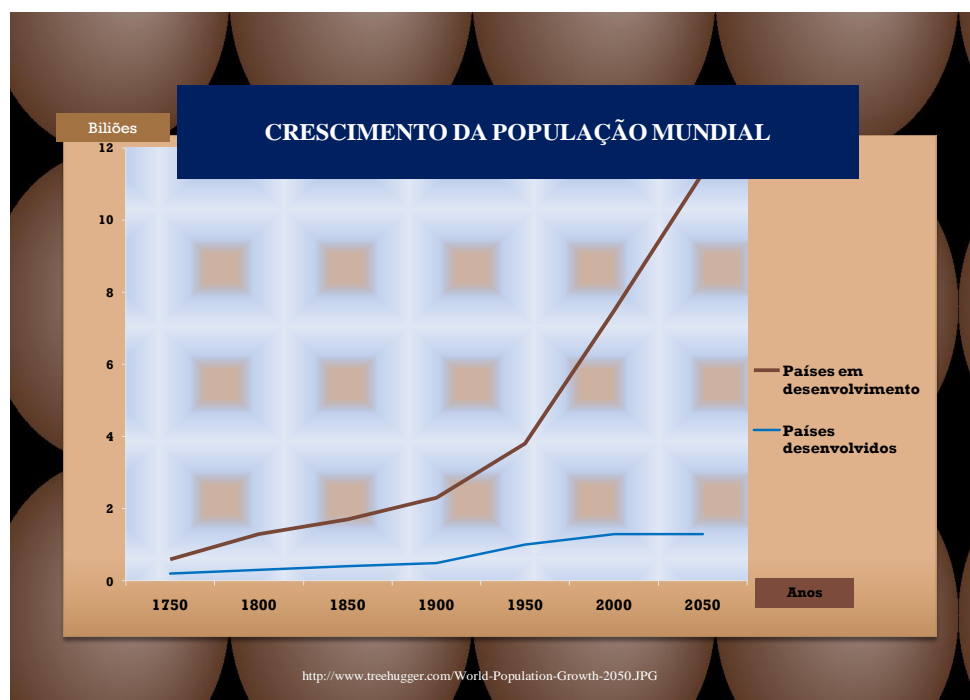 CRESCIMENTO DA POPULAÇÃO MUNDIAL
Biliões
12
10
8
6
4
2
0
1750 1800 1850 1900 1950 2000 2050
Anos
Países em
desenvolvimento
Países
desenvolvidos
http://www.treehugger.com/World-Population-Growth-2050.JPG